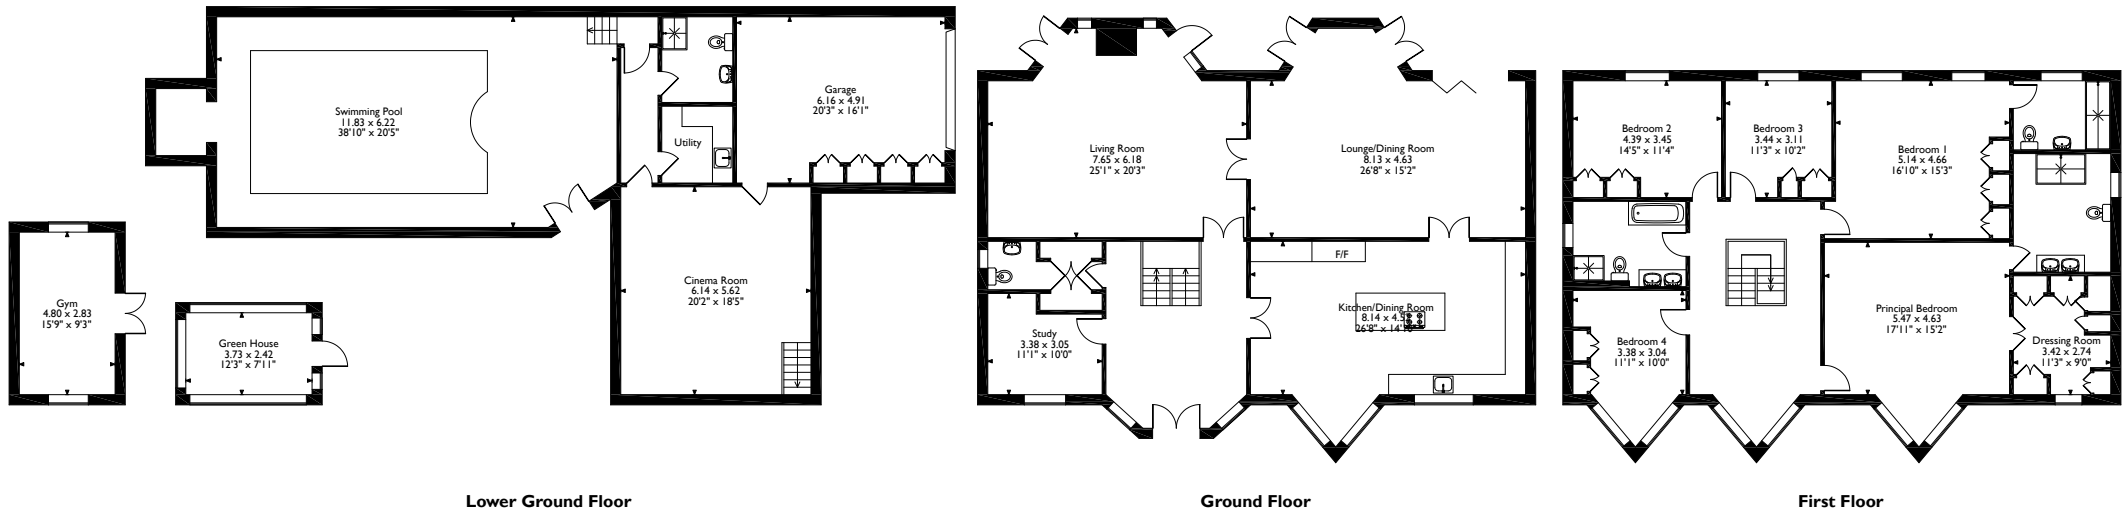 Swimming Pool
11.83 x 6.22
38'10" x 20'5"
Garage
6.16 x 4.91
20'3" x 16'1"
Utility
Cinema Room
6.14 x 5.62
20'2" x 18'5"
Gym
4.80 x 2.83
15'9" x 9'3"
Green House
3.73 x 2.42
12'3" x 7'11"
Lower Ground Floor
Living Room
7.65 x 6.18
25'1" x 20'3"
Lounge/Dining Room
8.13 x 4.63
26'8" x 15'2"
F/F
Kitchen/Dining Room
8.14 x
26'8" x
Study
3.38 x 3.05
11'1" x 10'0"
Ground Floor
Bedroom 2
4.39 x 3.45
14'5" x 11'4"
Bedroom 3
3.44 x 3.11
11'3" x 10'2"
Bedroom 1
5.14 x 4.66
16'10" x 15'3"
Principal Bedroom
5.47 x 4.63
17'11" x 15'2"
Dressing Room
3.42 x 2.74
11'3" x 9'0"
Bedroom 4
3.38 x 3.04
11'1" x 10'0"
First Floor